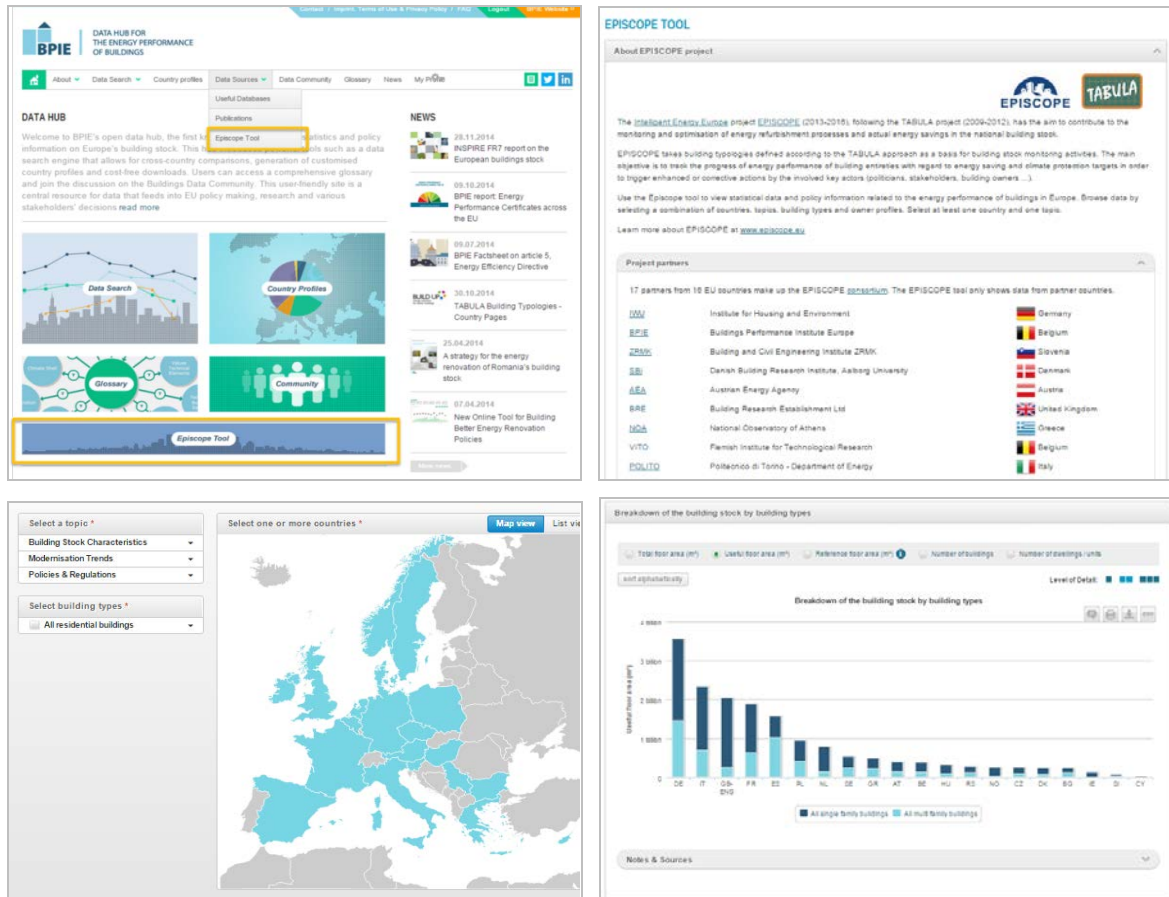 Contact / Imprint, Terms of Use & Privacy Policy / FAQ Logout BPIE Website
BPIE
DATA HUB FOR
THE ENERGY PERFORMANCE
OF BUILDINGS
About Data Search Country profiles Data Sources Data Community Glossary News My Profile
Useful Databases
Publications
Episcope Tool
DATA HUB
Welcome to BPIE's open data hub, the first statistics and policy
information on Europe's building stock. This tools such as a data
search engine that allows for cross-country comparisons, generation of customised
country profiles and cost-free downloads. Users can access a comprehensive glossary
and join the discussion on the Buildings Data Community. This user-friendly site is a
central resource for data that feeds into EU policy making, research and various
stakeholders' decisions read more
Data Search
Country Profiles
Glossary
Community
Episcope Tool
NEWS
28.11.2014
INSPIRE FR7 report on the
European buildings stock
09.10.2014
BPIE report: Energy
Performance Certificates across
the EU
09.07.2014
BPIE Factsheet on article 5,
Energy Efficiency Directive
BUILD UP
30.10.2014
TABULA Building Typologies -
Country Pages
25.04.2014
A strategy for the energy
renovation of Romania's building
stock
07.04.2014
New Online Tool for Building
Better Energy Renovation
Policies
More news
EPISCOPE TOOL
About EPISCOPE project
EPISCOPE
TABULA
The Intelligent Energy Europe project EPISCOPE (2013-2016), following the TABULA project (2009-2012), has the aim to contribute to the
monitoring and optimisation of energy refurbishment processes and actual energy savings in the national building stock.
EPISCOPE takes building typologies defined according to the TABULA approach as a basis for building stock monitoring activities. The main
objective is to track the progress of energy performance of building entireties with regard to energy saving and climate protection targets in order
to trigger enhanced or corrective actions by the involved key actors (politicians, stakeholders, building owners ...).
Use the Episcope tool to view statistical data and policy information related to the energy performance of buildings in Europe. Browse data by
selecting a combination of countries, topics, building types and owner profiles. Select at least one country and one topic.
Learn more about EPISCOPE at www.episcope.eu
Project partners
17 partners from 16 EU countries make up the EPISCOPE consortium. The EPISCOPE tool only shows data from partner countries.
IWU Institute for Housing and Environment Germany
BPIE Buildings Performance Institute Europe Belgium
ZRMK Building and Civil Engineering Institute ZRMK Slovenia
SBi Danish Building Research Institute, Aalborg University Denmark
AEA Austrian Energy Agency Austria
BRE Building Research Establishment Ltd United Kingdom
NOA National Observatory of Athens Greece
VITO Flemish Institute for Technological Research Belgium
POLITO Politecnico di Torino - Department of Energy Italy
Select a topic *
Building Stock Characteristics
Modernisation Trends
Policies & Regulations
Select building types *
All residential buildings
Select one or more countries *
Map view List vie
Breakdown of the building stock by building types
Total floor area (m²) Useful floor area (m²) Reference floor area (m²) Number of buildings Number of dwellings / units
sort alphabetically
Level of Detail:
Breakdown of the building stock by building types
Useful floor area (m²)
4 billion
3 billion
2 billion
1 billion
0
DE IT GB-ENG FR ES PL NL SE GR AT BE HU RS NO CZ DK BG IE SI CY
All single family buildings All multi family buildings
Notes & Sources